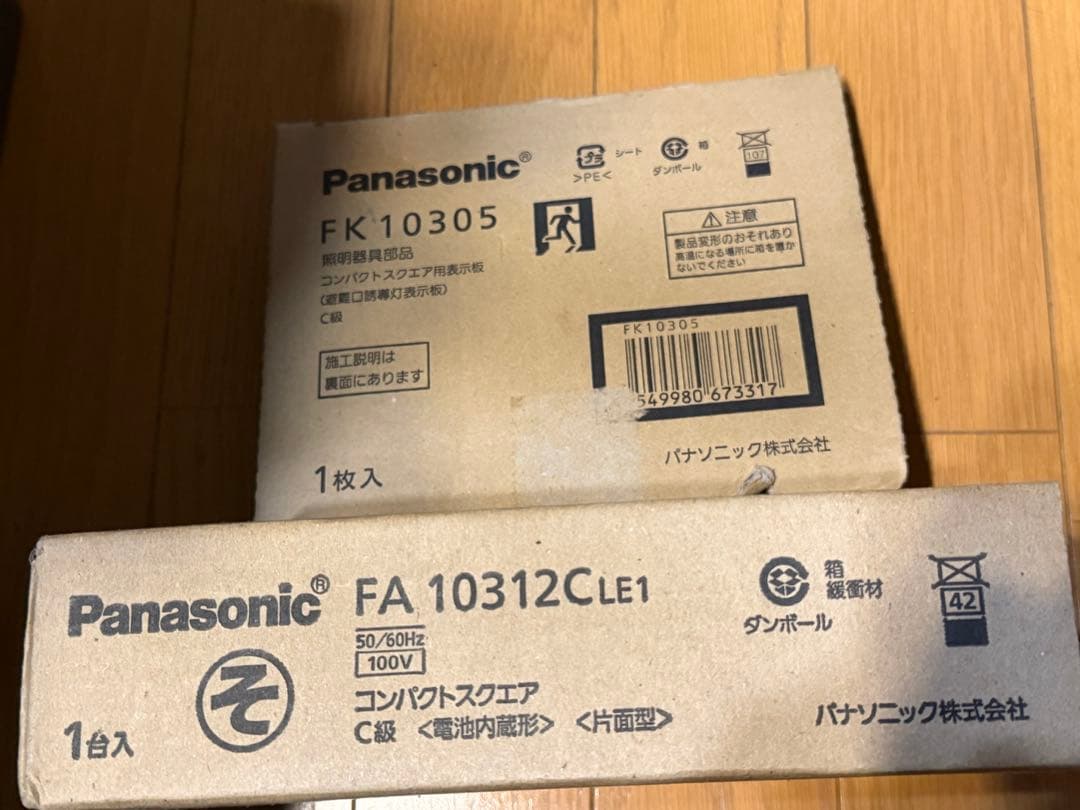 Panasonic®
FK10305
照明器具部品
コンパクトスクエア用表示板
(避難口誘導灯表示板)
C級
施工説明は
裏面にあります
1枚入
プラ
シート
>PE<
箱
ダンボール
107
注意
製品変形のおそれあり
高温になる場所に箱を置か
ないでください
FK10305
549980 673317
パナソニック株式会社
Panasonic®
FA 10312C LE1
50/60Hz
100V
そ
コンパクトスクエア
C級 <電池内蔵形> <片面型>
1台入
箱
緩衝材
ダンボール
42
パナソニック株式会社